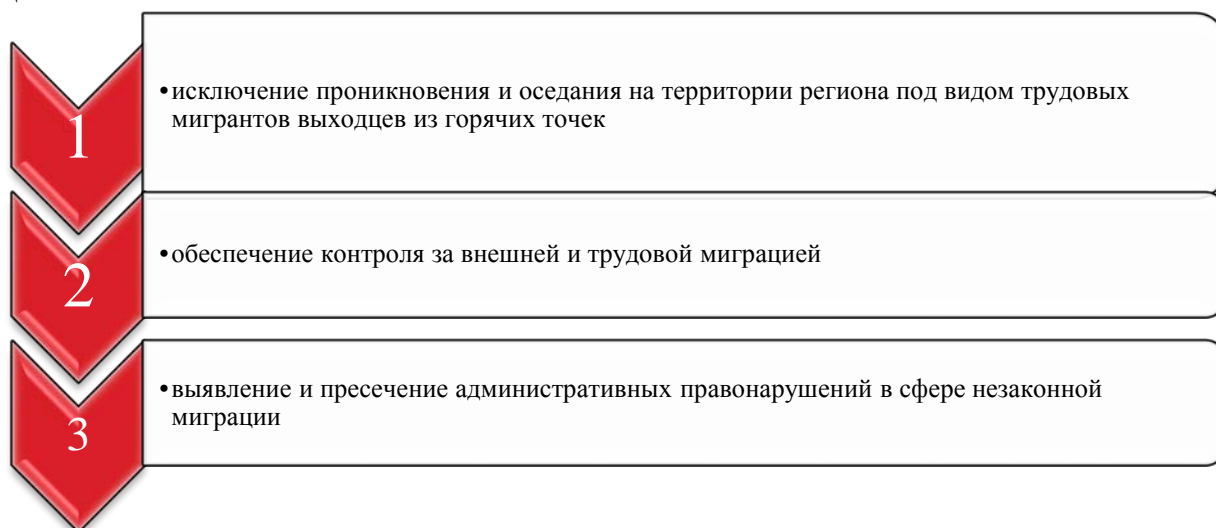 1
•исключение проникновения и оседания на территории региона под видом трудовых
мигрантов выходцев из горячих точек
2
•обеспечение контроля за внешней и трудовой миграцией
3
•выявление и пресечение административных правонарушений в сфере незаконной
миграции